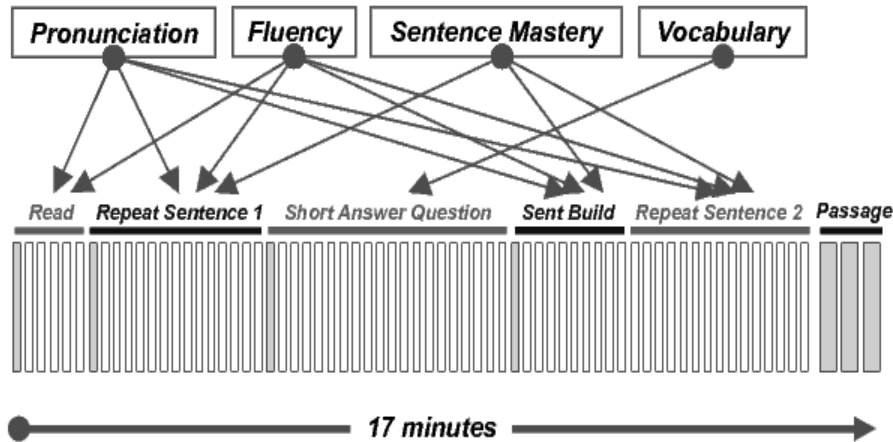 Pronunciation Fluency Sentence Mastery Vocabulary
Read Repeat Sentence 1 Short Answer Question Sent Build Repeat Sentence 2 Passage
17 minutes